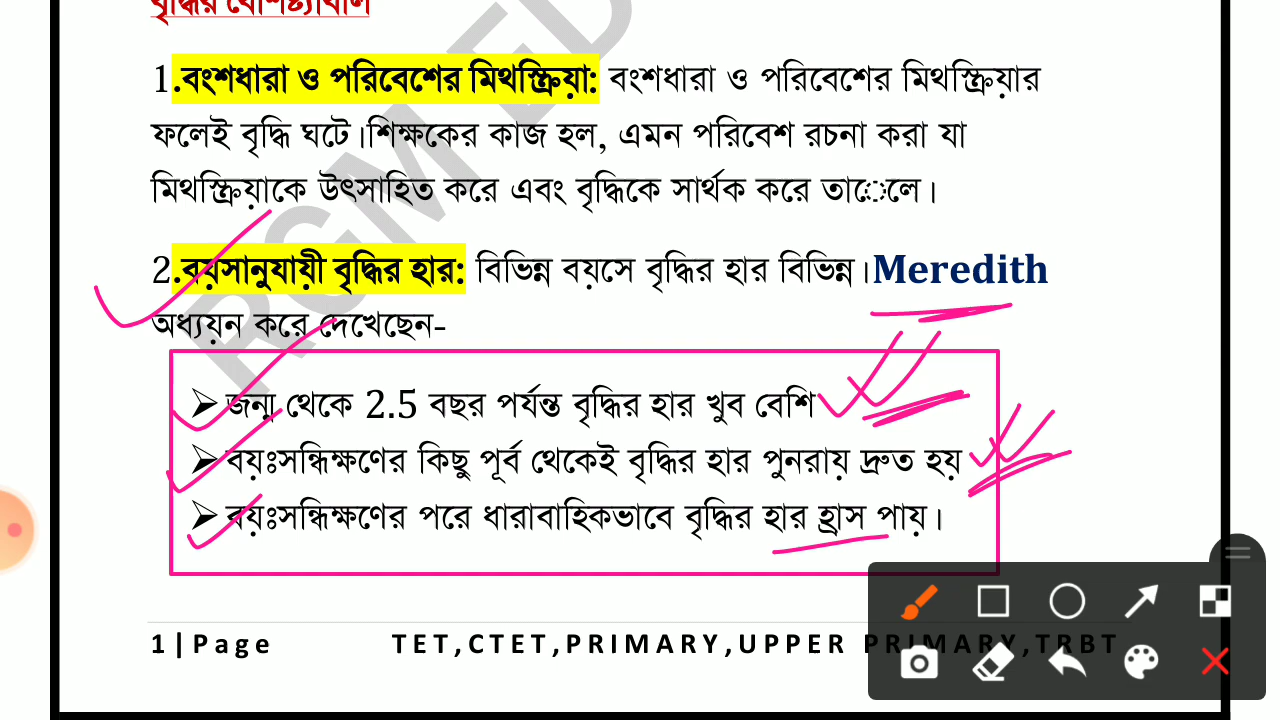 বৃদ্ধির বৈশিষ্ট্যাবলি
1.বংশধারা ও পরিবেশের মিথস্ক্রিয়া: বংশধারা ও পরিবেশের মিথস্ক্রিয়ার
ফলেই বৃদ্ধি ঘটে।শিক্ষকের কাজ হল, এমন পরিবেশ রচনা করা যা
মিথস্ক্রিয়াকে উৎসাহিত করে এবং বৃদ্ধিকে সার্থক করে তােেলে।
2.বয়সানুযায়ী বৃদ্ধির হার: বিভিন্ন বয়সে বৃদ্ধির হার বিভিন্ন।Meredith
অধ্যয়ন করে দেখেছেন-
➢ জন্ম থেকে 2.5 বছর পর্যন্ত বৃদ্ধির হার খুব বেশি
➢ বয়ঃসন্ধিক্ষণের কিছু পূর্ব থেকেই বৃদ্ধির হার পুনরায় দ্রুত হয়
➢ বয়ঃসন্ধিক্ষণের পরে ধারাবাহিকভাবে বৃদ্ধির হার হ্রাস পায়।
1|Page TET,CTET,PRIMARY,UPPER PRIMARY,TRBT
RGM ED